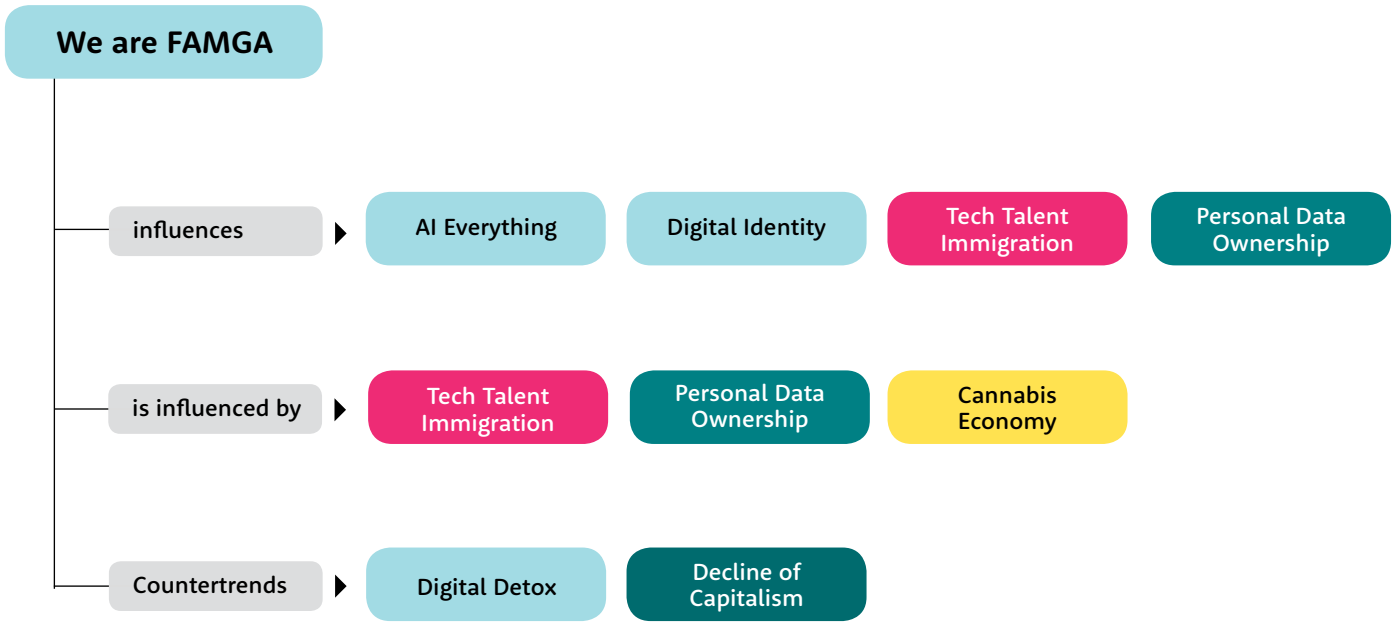 We are FAMGA
influences
AI Everything
Digital Identity
Tech Talent
Immigration
Personal Data
Ownership
is influenced by
Tech Talent
Immigration
Personal Data
Ownership
Cannabis
Economy
Countertrends
Digital Detox
Decline of
Capitalism